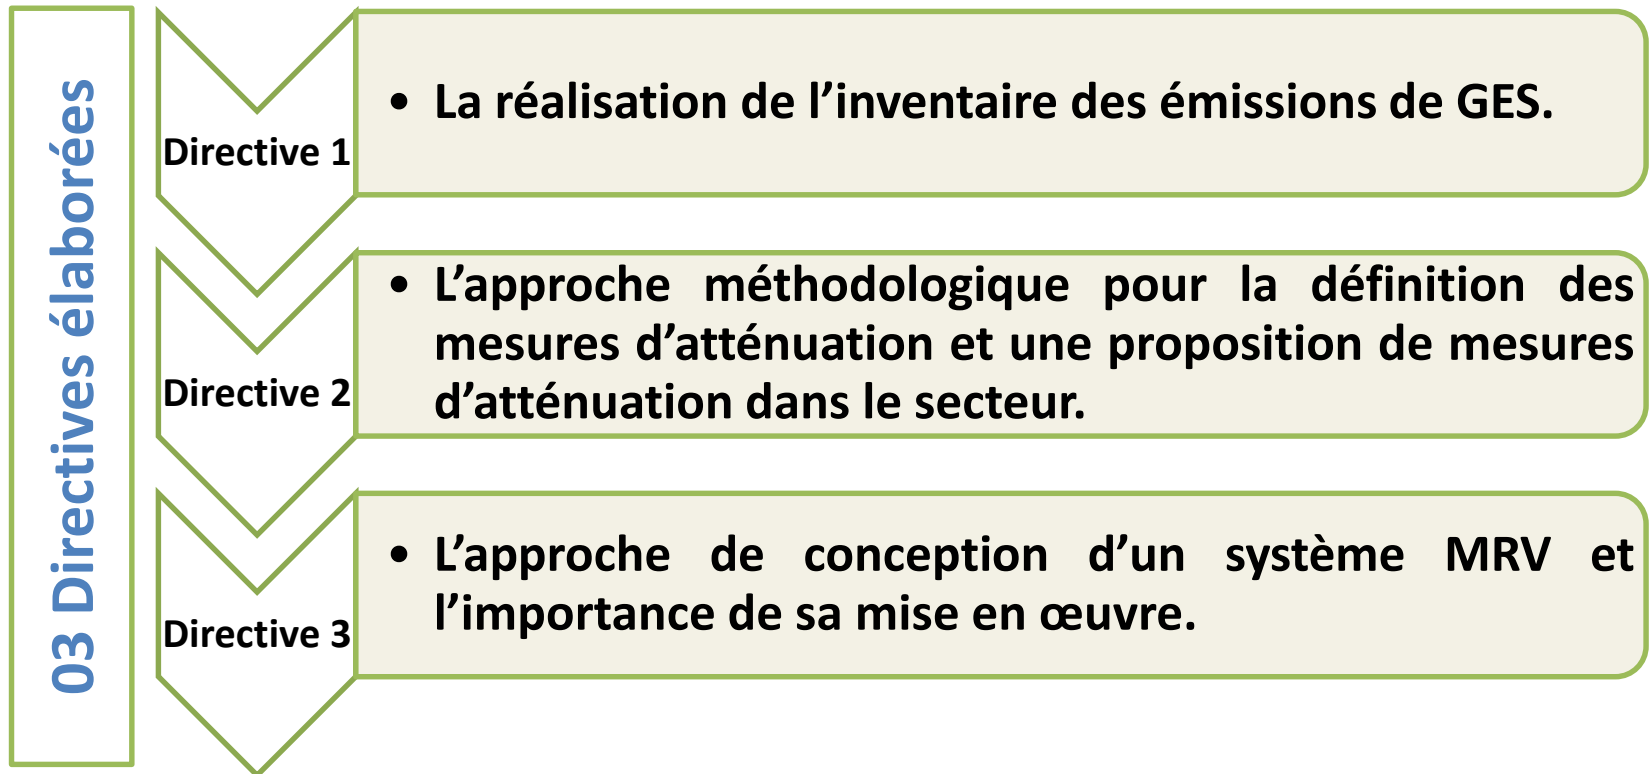 03 Directives élaborées
Directive 1
• La réalisation de l’inventaire des émissions de GES.
Directive 2
• L’approche méthodologique pour la définition des
mesures d’atténuation et une proposition de mesures
d’atténuation dans le secteur.
Directive 3
• L’approche de conception d’un système MRV et
l’importance de sa mise en œuvre.